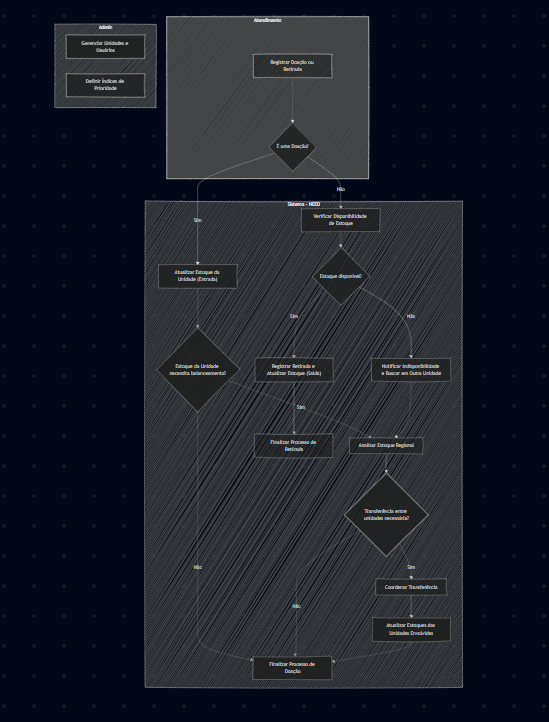 Admin
Gerenciar Unidades e
Usuários
Definir Índices de
Prioridade
Atendimento
Registrar Doação ou
Retirada
É uma Doação?
Sim
Não
Sistema - NEED
Verificar Disponibilidade
de Estoque
Atualizar Estoque da
Unidade (Entrada)
Estoque disponível?
Sim
Não
Estoque da Unidade
necessita balanceamento?
Registrar Retirada e
Atualizar Estoque (Saída)
Notificar Indisponibilidade
e Buscar em Outra Unidade
Sim
Finalizar Processo de
Retirada
Analisar Estoque Regional
Transferência entre
unidades necessária?
Não
Sim
Coordenar Transferência
Não
Atualizar Estoques das
Unidades Envolvidas
Finalizar Processo de
Doação